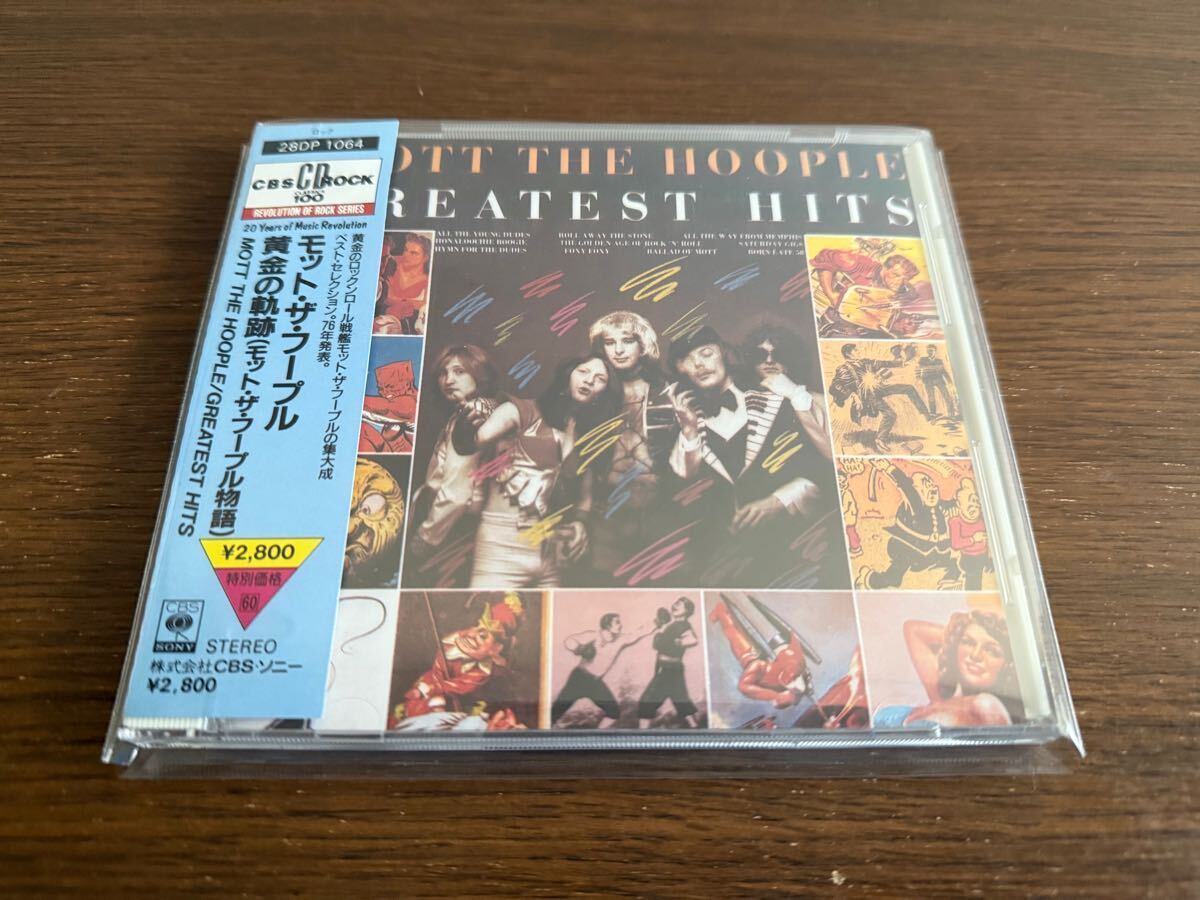 ロック
28DP 1064
CBS CD ROCK
CLASSICS
100
REVOLUTION OF ROCK SERIES
20 Years of Music Revolution
モット・ザ・フープル
黄金の軌跡(モット・ザ・フープル物語)
MOTT THE HOOPLE/GREATEST HITS
黄金のロックンロール戦艦モット・ザ・フープルの集大成
ベスト・セレクション。76年発表。
¥2,800
特別価格
60
CBS
SONY
STEREO
株式会社CBS・ソニー
¥2,800
OTT THE HOOPLE
REATEST HITS
ALL THE YOUNG DUDES ROLL AWAY THE STONE ALL THE WAY FROM MEMPHIS
HONALOOCHIE BOOGIE THE GOLDEN AGE OF ROCK 'N' ROLL SATURDAY GIGS
HYMN FOR THE DUDES FOXY FOXY BALLAD OF MOTT BORN LATE 58
HA!
HA!